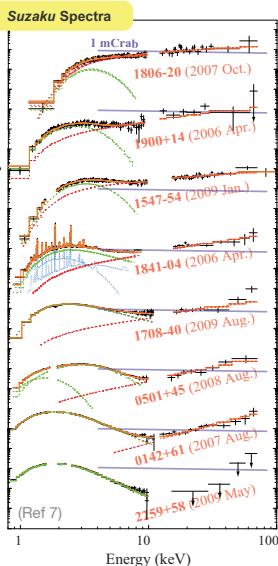 Suzaku Spectra
1 mCrab
1806-20 (2007 Oct.)
1900+14 (2006 Apr.)
1547-54 (2009 Jan.)
1841-04 (2006 Apr.)
1708-40 (2009 Aug.)
0501+45 (2008 Aug.)
0142+61 (2007 Aug.)
2259+58 (2009 May)
(Ref 7)
1 10 100
Energy (keV)